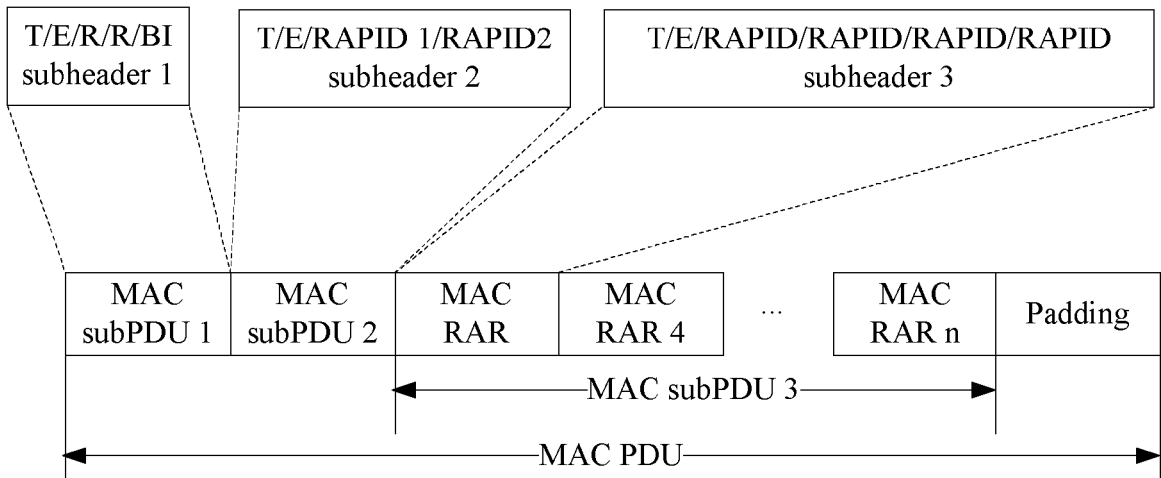 T/E/R/R/BI
subheader 1
T/E/RAPID 1/RAPID2
subheader 2
T/E/RAPID/RAPID/RAPID/RAPID
subheader 3
MAC
subPDU 1
MAC
subPDU 2
MAC
RAR
MAC
RAR 4
...
MAC
RAR n
Padding
MAC subPDU 3
MAC PDU